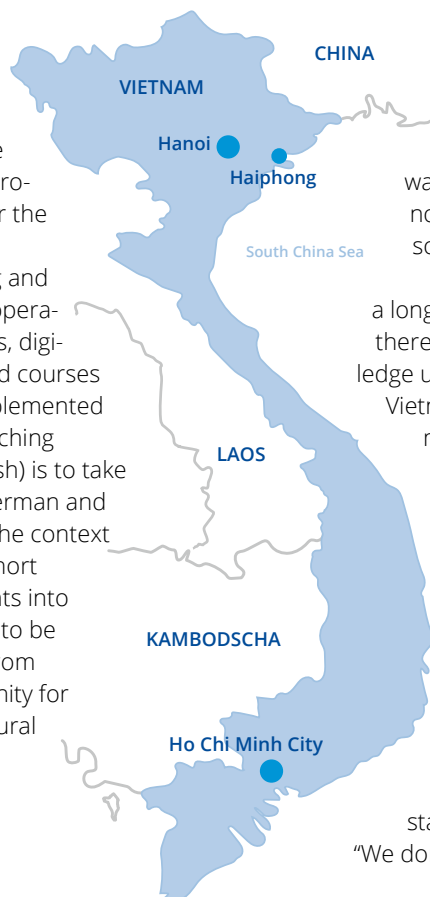 e
ro-
r the
g and
pera-
s, digi-
d courses
plemented
ching
sh) is to take
erman and
he context
hort
ts into
to be
om
nity for
ural
CHINA
VIETNAM
Hanoi
Haiphong
South China Sea
LAOS
KAMBODSCHA
Ho Chi Minh City
wa
no
so
a long
there
ledge u
Vietn
sta
“We do